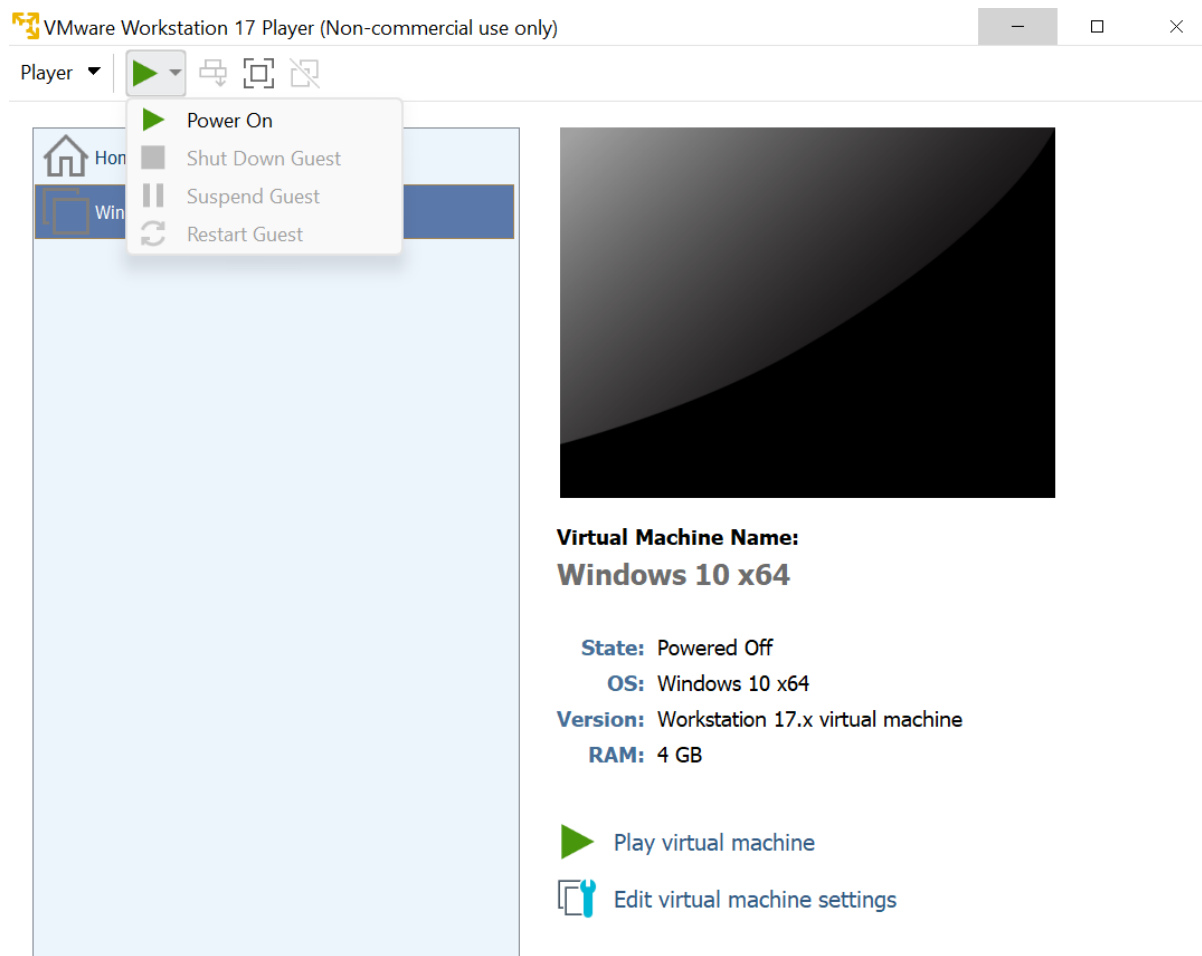 VMware Workstation 17 Player (Non-commercial use only)
Player
Power On
Shut Down Guest
Suspend Guest
Restart Guest
Hon
Win
Virtual Machine Name:
Windows 10 x64
State: Powered Off
OS: Windows 10 x64
Version: Workstation 17.x virtual machine
RAM: 4 GB
Play virtual machine
Edit virtual machine settings